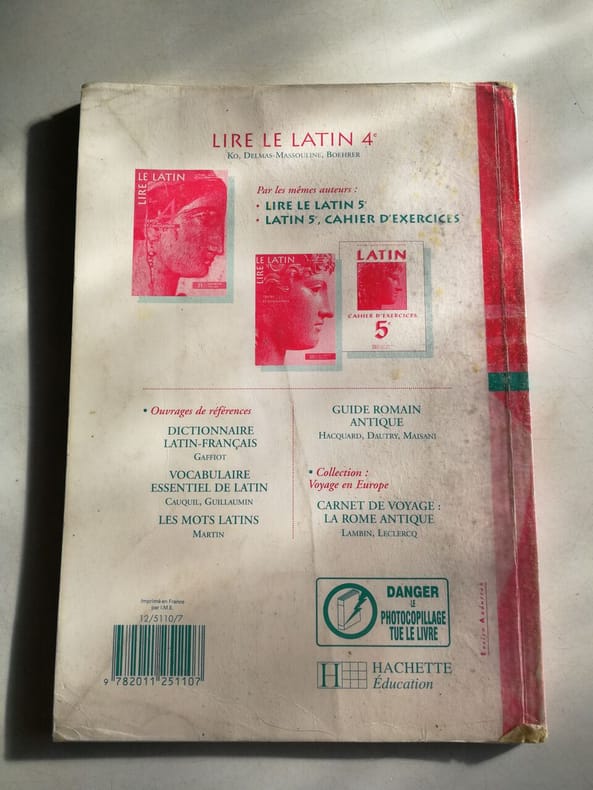 LIRE LE LATIN 4e
KO, DELMAS-MASSOULINE, BOEHRER
LIRE LE LATIN
Par les mêmes auteurs :
• LIRE LE LATIN 5e
• LATIN 5e, CAHIER D'EXERCICES
LIRE LE LATIN
LATIN
CAHIER D'EXERCICES
5e
• Ouvrages de références
DICTIONNAIRE
LATIN-FRANÇAIS
GAFFIOT
VOCABULAIRE
ESSENTIEL DE LATIN
CAUQUIL, GUILLAUMIN
LES MOTS LATINS
MARTIN
GUIDE ROMAIN
ANTIQUE
HACQUARD, DAUTRY, MAISANI
• Collection :
Voyage en Europe
CARNET DE VOYAGE :
LA ROME ANTIQUE
LAMBIN, LECLERCQ
Imprimé en France
par I.M.E.
12/5110/7
9 782011 251107
DANGER
LE
PHOTOCOPILLAGE
TUE LE LIVRE
H HACHETTE
Éducation